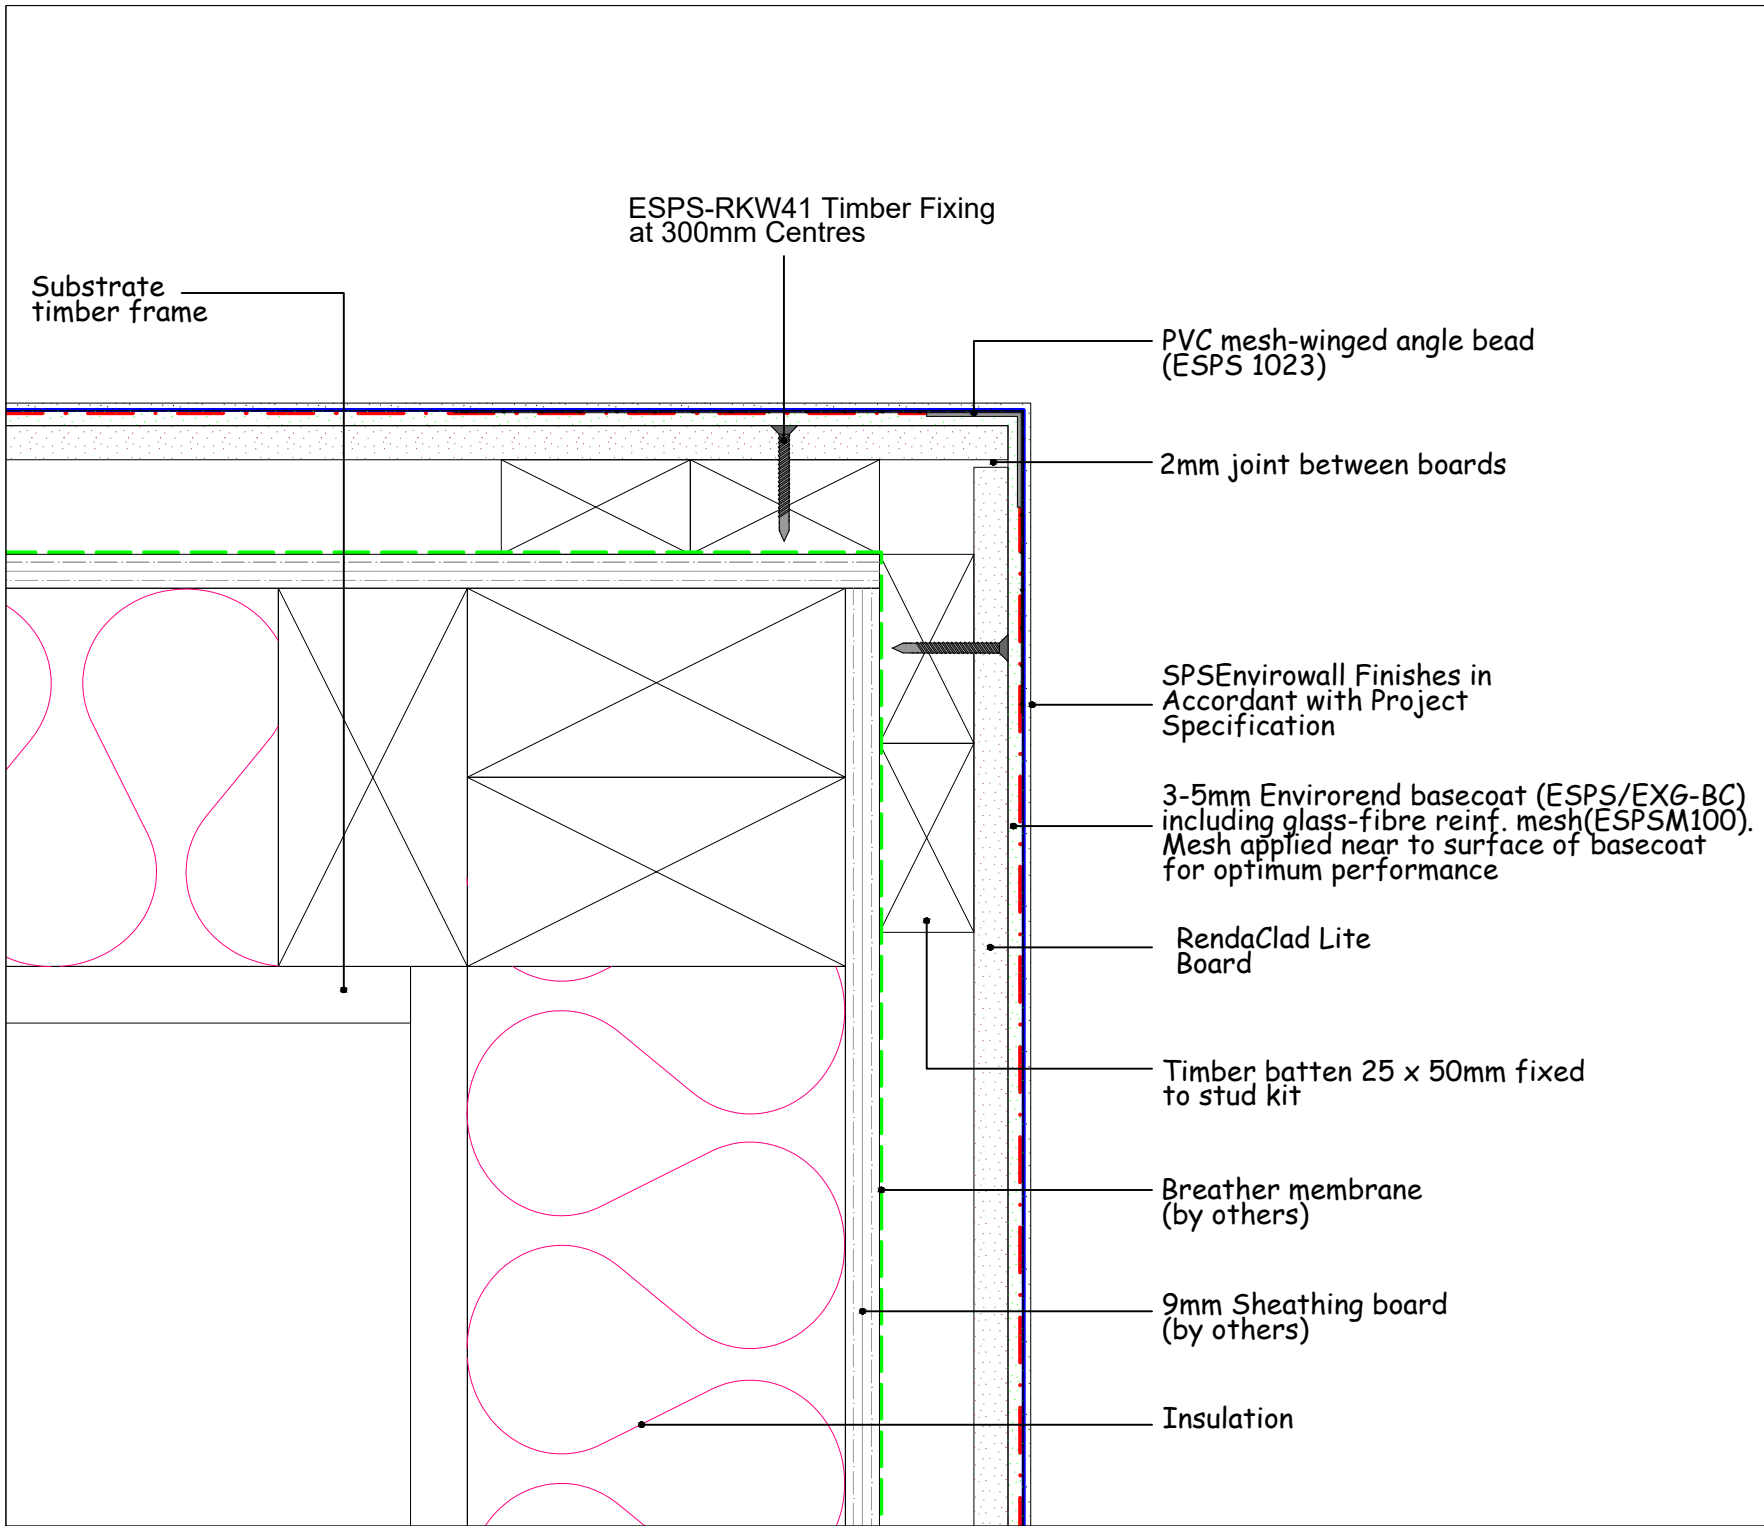 ESPS-RKW41 Timber Fixing
at 300mm Centres
Substrate
timber frame
PVC mesh-winged angle bead
(ESPS 1023)
2mm joint between boards
SPSEnvirowall Finishes in
Accordant with Project
Specification
3-5mm Envirorend basecoat (ESPS/EXG-BC)
including glass-fibre reinf. mesh(ESPSM100).
Mesh applied near to surface of basecoat
for optimum performance
RendaClad Lite
Board
Timber batten 25 x 50mm fixed
to stud kit
Breather membrane
(by others)
9mm Sheathing board
(by others)
Insulation